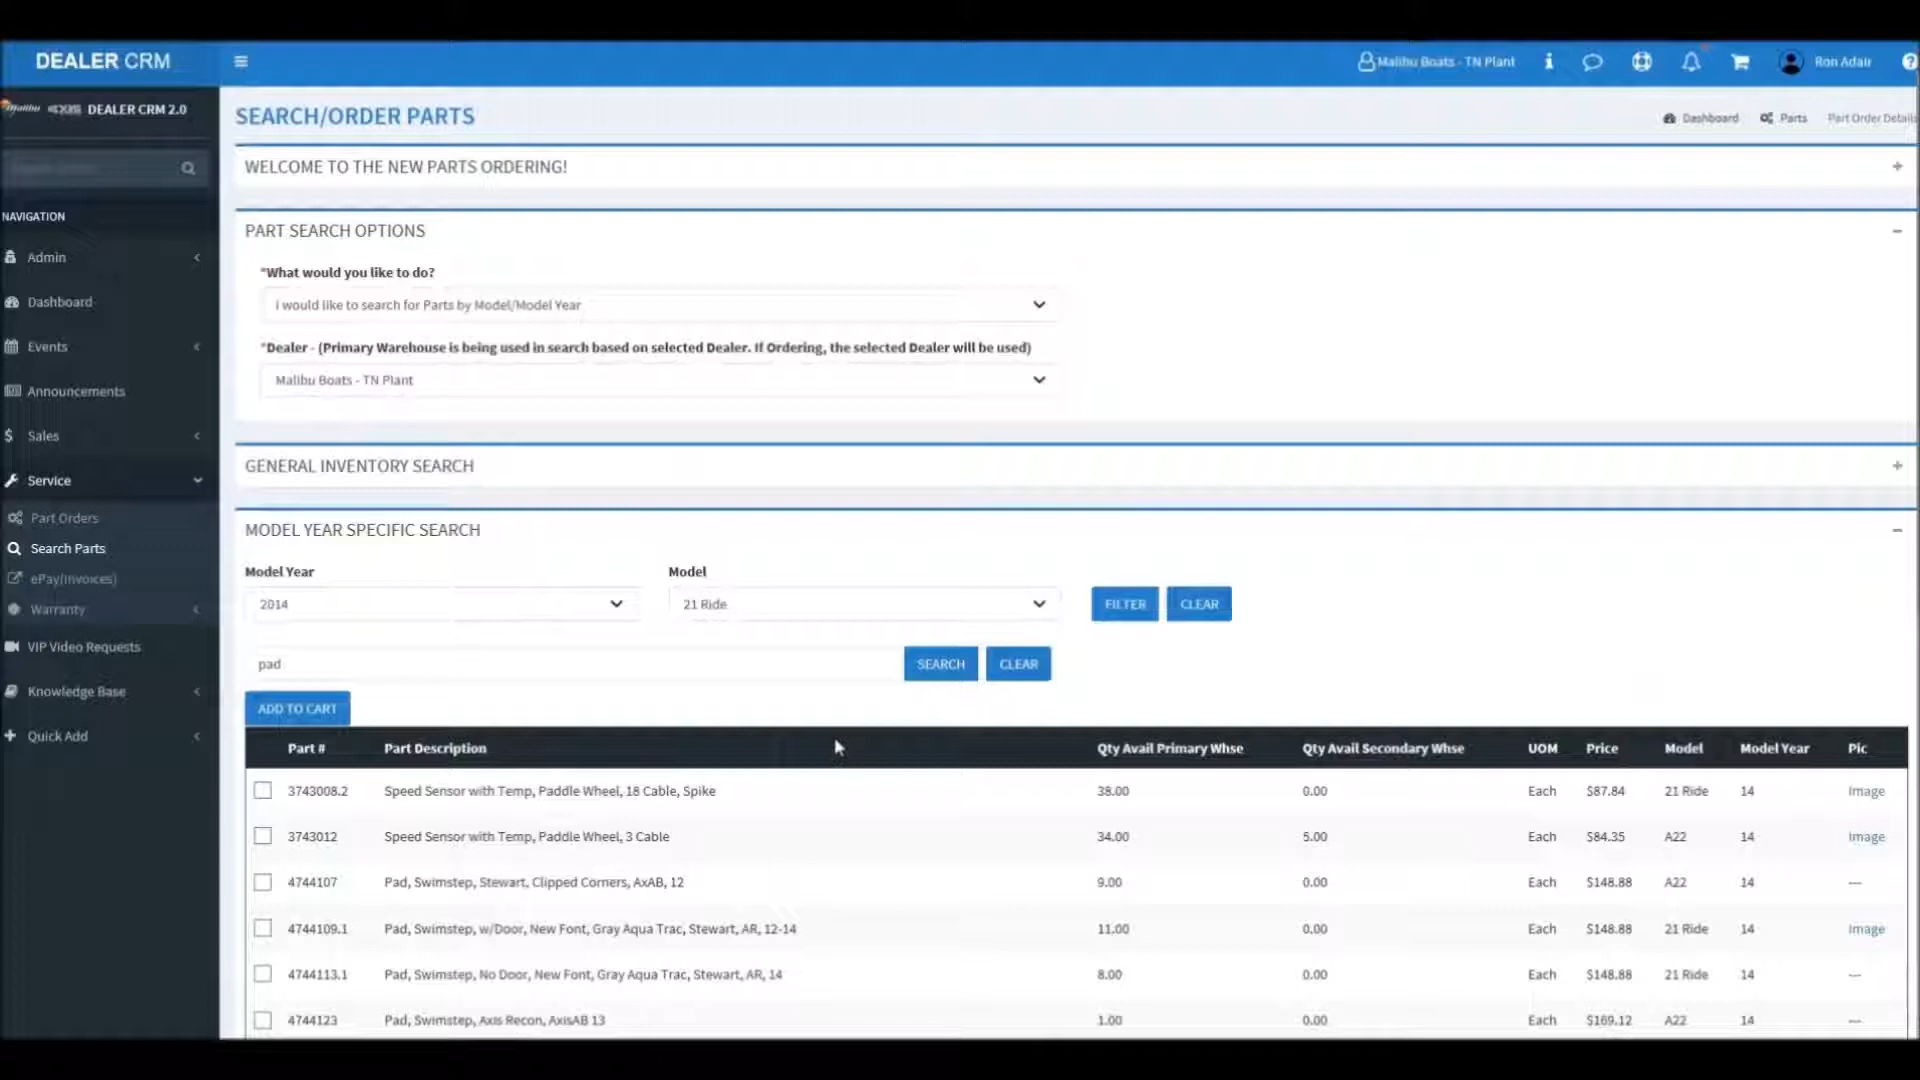 DEALER CRM
Malibu Boats - TN Plant
Ron Adair
DEALER CRM 2.0
SEARCH/ORDER PARTS
Dashboard Parts Part Order Details
WELCOME TO THE NEW PARTS ORDERING!
NAVIGATION
Admin
Dashboard
Events
Announcements
Sales
Service
Part Orders
Search Parts
ePay(Invoices)
Warranty
VIP Video Requests
Knowledge Base
Quick Add
PART SEARCH OPTIONS
*What would you like to do?
I would like to search for Parts by Model/Model Year
*Dealer - (Primary Warehouse is being used in search based on selected Dealer. If Ordering, the selected Dealer will be used)
Malibu Boats - TN Plant
GENERAL INVENTORY SEARCH
MODEL YEAR SPECIFIC SEARCH
Model Year Model
2014 21 Ride FILTER CLEAR
pad SEARCH CLEAR
ADD TO CART
Part # Part Description Qty Avail Primary Whse Qty Avail Secondary Whse UOM Price Model Model Year Pic
3743008.2 Speed Sensor with Temp, Paddle Wheel, 18 Cable, Spike 38.00 0.00 Each $87.84 21 Ride 14 Image
3743012 Speed Sensor with Temp, Paddle Wheel, 3 Cable 34.00 5.00 Each $84.35 A22 14 Image
4744107 Pad, Swimstep, Stewart, Clipped Corners, AxAB, 12 9.00 0.00 Each $148.88 A22 14 ---
4744109.1 Pad, Swimstep, w/Door, New Font, Gray Aqua Trac, Stewart, AR, 12-14 11.00 0.00 Each $148.88 21 Ride 14 Image
4744113.1 Pad, Swimstep, No Door, New Font, Gray Aqua Trac, Stewart, AR, 14 8.00 0.00 Each $148.88 21 Ride 14 ---
4744123 Pad, Swimstep, Axis Recon, AxisAB 13 1.00 0.00 Each $169.12 A22 14 ---